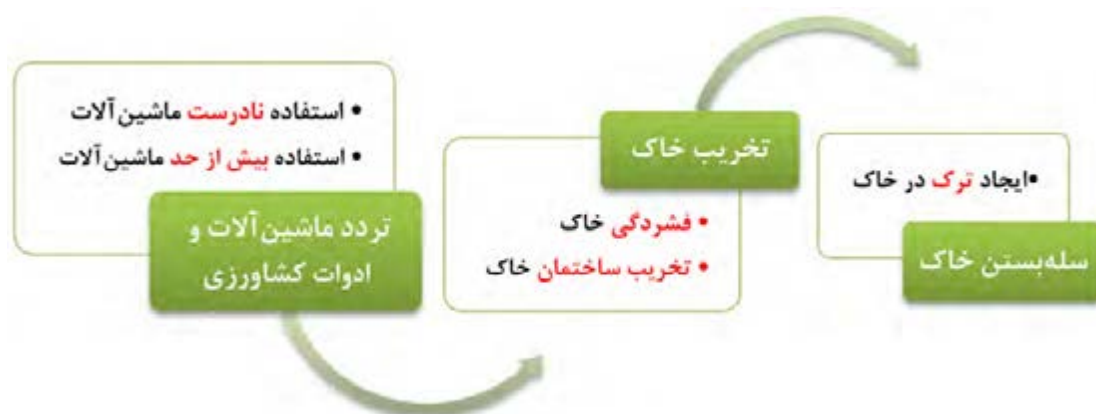 • استفاده نادرست ماشین‌آلات
• استفاده بیش از حد ماشین‌آلات
تردد ماشین‌آلات و
ادوات کشاورزی
تخریب خاک
• فشردگی خاک
• تخریب ساختمان خاک
•ایجاد ترک در خاک
سله‌بستن خاک